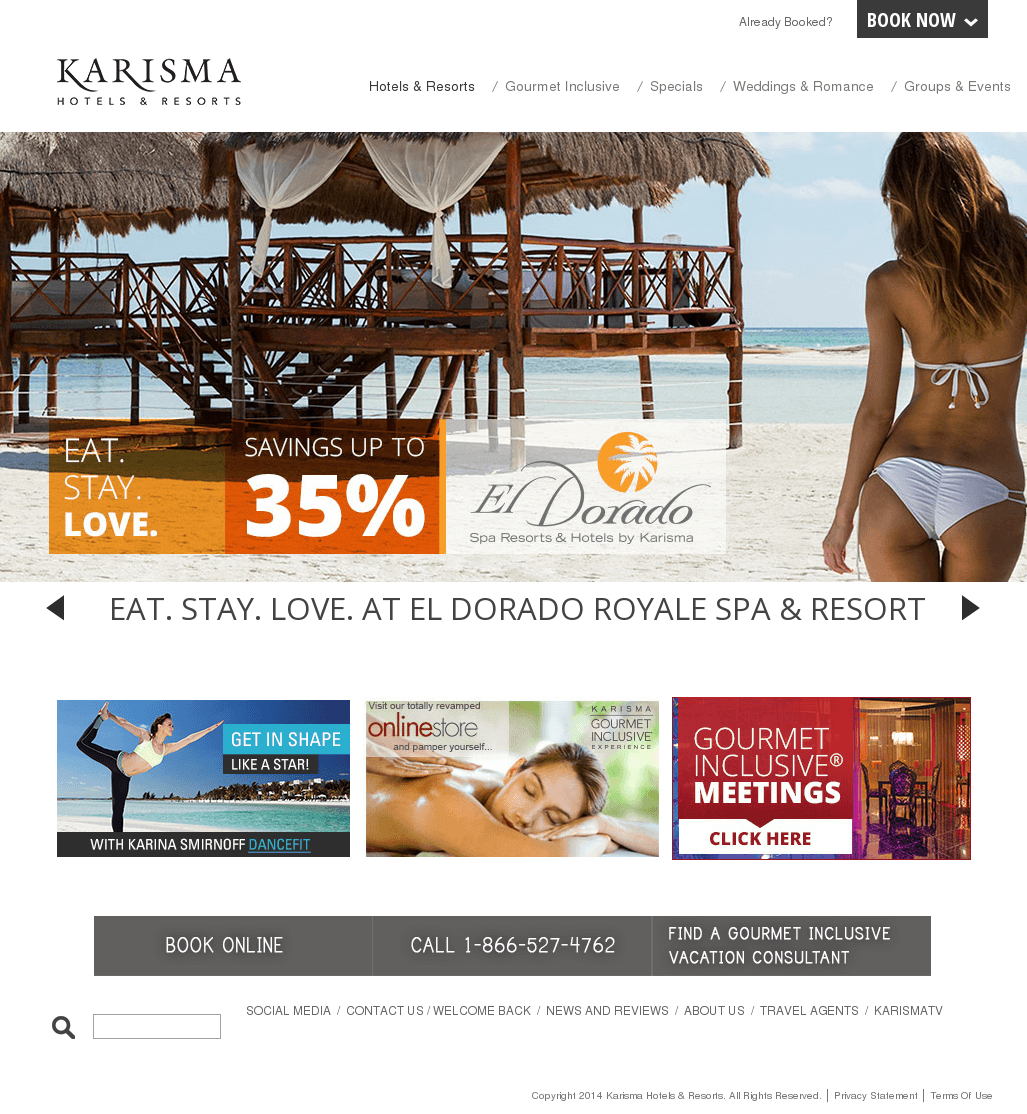 Already Booked?
BOOK NOW
KARISMA
HOTELS & RESORTS
Hotels & Resorts / Gourmet Inclusive / Specials / Weddings & Romance / Groups & Events
EAT.
STAY.
LOVE.
SAVINGS UP TO
35%
El Dorado
Spa Resorts & Hotels by Karisma
EAT. STAY. LOVE. AT EL DORADO ROYALE SPA & RESORT
GET IN SHAPE
LIKE A STAR!
WITH KARINA SMIRNOFF DANCEFIT
Visit our totally revamped
onlinestore
and pamper yourself...
KARISMA
GOURMET
INCLUSIVE®
EXPERIENCE
GOURMET
INCLUSIVE®
MEETINGS
CLICK HERE
BOOK ONLINE
CALL 1-866-527-4762
FIND A GOURMET INCLUSIVE
VACATION CONSULTANT
SOCIAL MEDIA / CONTACT US / WELCOME BACK / NEWS AND REVIEWS / ABOUT US / TRAVEL AGENTS / KARISMATV
Copyright 2014 Karisma Hotels & Resorts. All Rights Reserved. | Privacy Statement | Terms Of Use